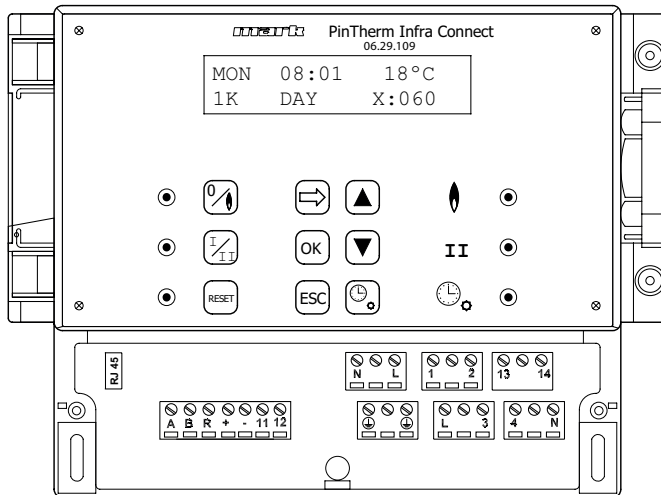 mark PinTherm Infra Connect
06.29.109
MON 08:01 18°C
1K DAY X:060
0/
I/II OK II
RESET ESC
RJ 45
N L 1 2 13 14
A B R + - 11 12 L 3 4 N